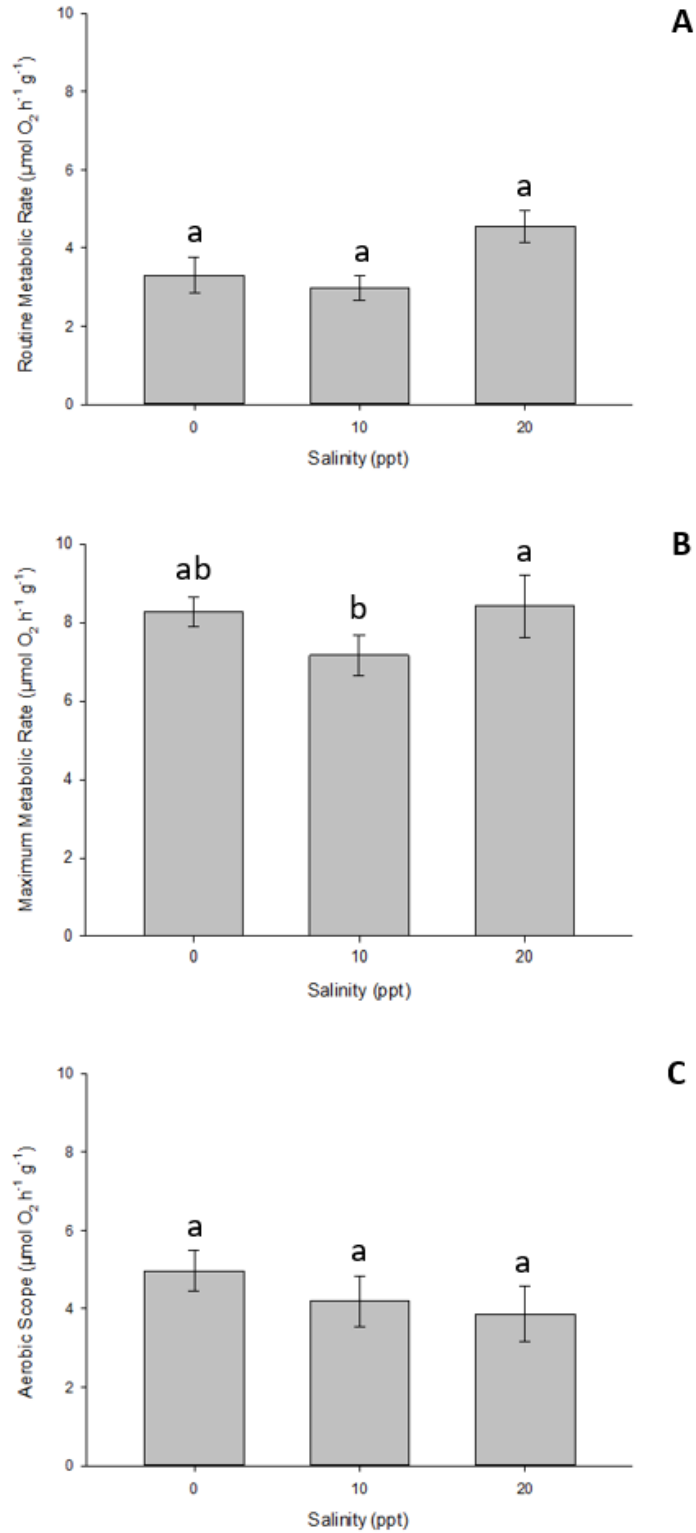 A
Routine Metabolic Rate (µmol O₂ h⁻¹ g⁻¹)
10
8
6
4
2
0
a
a
a
0
10
20
Salinity (ppt)
B
Maximum Metabolic Rate (µmol O₂ h⁻¹ g⁻¹)
10
8
6
4
2
0
ab
b
a
0
10
20
Salinity (ppt)
C
Aerobic Scope (µmol O₂ h⁻¹ g⁻¹)
10
8
6
4
2
0
a
a
a
0
10
20
Salinity (ppt)